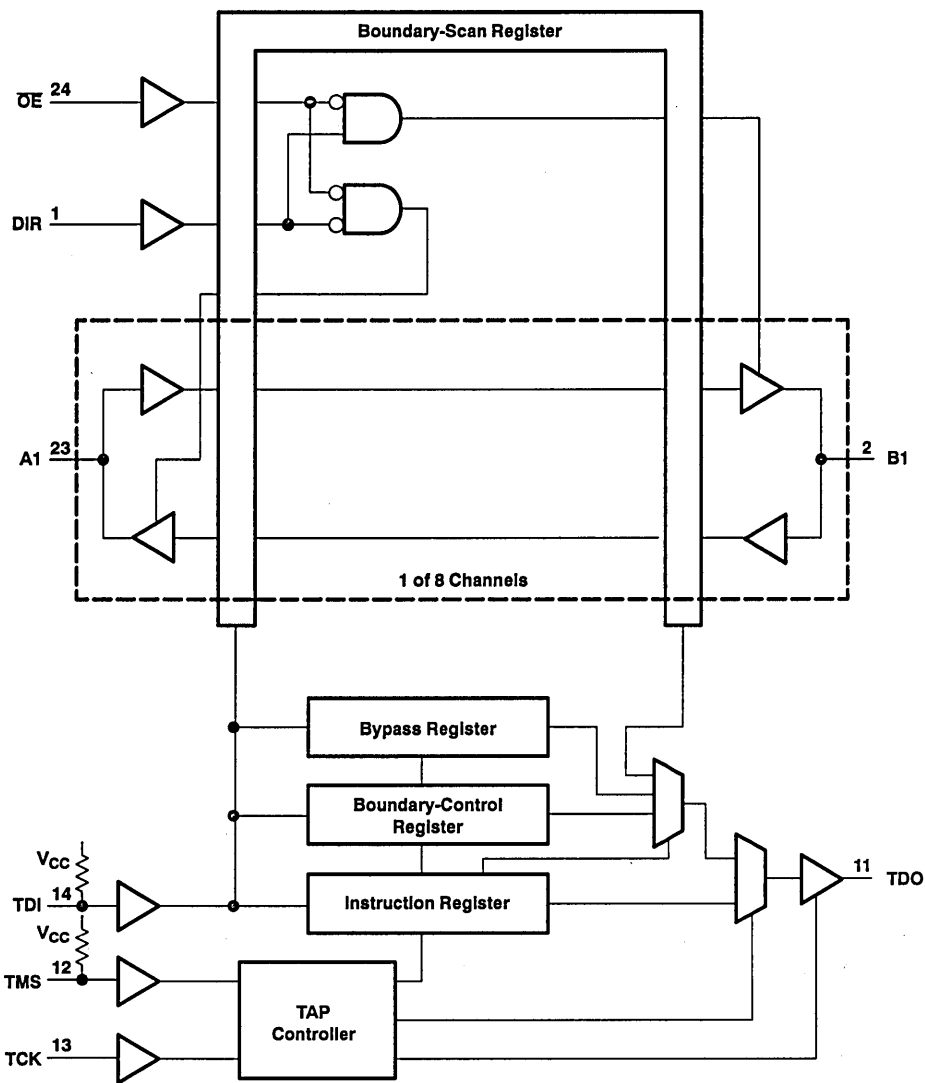 Boundary-Scan Register
O̅E̅ 24
DIR 1
A1 23
2 B1
1 of 8 Channels
Bypass Register
Boundary-Control
Register
VCC
TDI 14
Instruction Register
11 TDO
VCC
TMS 12
TAP
Controller
TCK 13